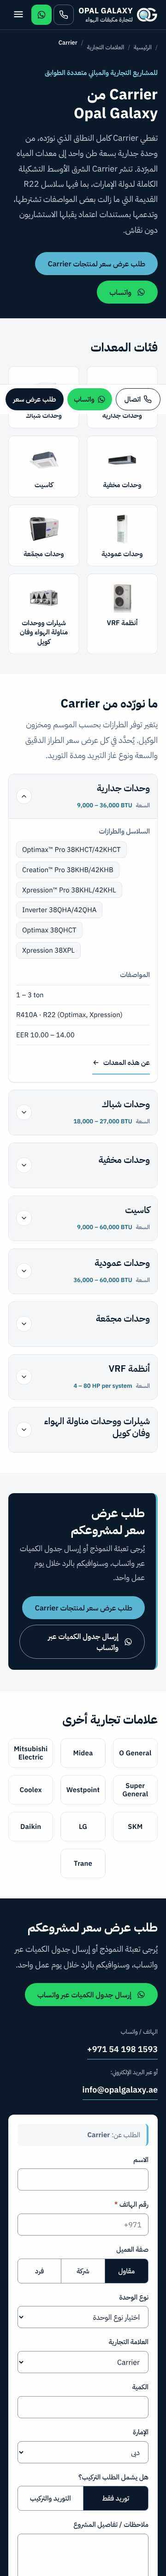 OPAL GALAXY
لتجارة مكيفات الهواء
الرئيسية / العلامات التجارية / Carrier
للمشاريع التجارية والمباني متعددة الطوابق
Carrier من
Opal Galaxy
تغطي Carrier كامل النطاق الذي نورّده، من
وحدة جدارية بسعة طن واحد إلى معدات المياه
المبرّدة. تنشر Carrier الشرق الأوسط التشكيلة
الكاملة في الإمارات، بما فيها سلاسل R22
القديمة التي ما زالت بعض المواصفات تشترطها،
وتدعمها بمستندات اعتماد يقبلها الاستشاريون
دون نقاش.
طلب عرض سعر لمنتجات Carrier
واتساب
فئات المعدات
اتصال
واتساب
طلب عرض سعر
وحدات جدارية
وحدات شباك
وحدات مخفية
كاسيت
وحدات عمودية
وحدات مجمّعة
أنظمة VRF
شيلرات ووحدات
مناولة الهواء وفان
كويل
ما نورّده من Carrier
يتغير توفر الطرازات بحسب الموسم ومخزون
الوكيل. يُحدَّد في كل عرض سعر الطراز الدقيق
والسعة ونوع غاز التبريد ومدة التوريد.
وحدات جدارية
السعة 9,000 – 36,000 BTU
السلاسل والطرازات
Optimax™ Pro 38KHCT/42KHCT
Creation™ Pro 38KHB/42KHB
Xpression™ Pro 38KHL/42KHL
Inverter 38QHA/42QHA
Optimax 38QHCT
Xpression 38XPL
المواصفات
1 – 3 ton
R410A · R22 (Optimax, Xpression)
EER 10.00 – 14.00
عن هذه المعدات ←
وحدات شباك
السعة 18,000 – 27,000 BTU
وحدات مخفية
كاسيت
السعة 9,000 – 60,000 BTU
وحدات عمودية
السعة 36,000 – 60,000 BTU
وحدات مجمّعة
أنظمة VRF
السعة 4 – 80 HP per system
شيلرات ووحدات مناولة الهواء
وفان كويل
طلب عرض
سعر لمشروعكم
يُرجى تعبئة النموذج أو إرسال جدول الكميات
عبر واتساب، وسنوافيكم بالرد خلال يوم
عمل واحد.
طلب عرض سعر لمنتجات Carrier
إرسال جدول الكميات عبر
واتساب
علامات تجارية أخرى
O General
Midea
Mitsubishi
Electric
Super
General
Westpoint
Coolex
SKM
LG
Daikin
Trane
طلب عرض سعر لمشروعكم
يُرجى تعبئة النموذج أو إرسال جدول الكميات عبر
واتساب، وسنوافيكم بالرد خلال يوم عمل واحد.
إرسال جدول الكميات عبر واتساب
الهاتف / واتساب
+971 54 198 1593
أو عبر البريد الإلكتروني:
info@opalgalaxy.ae
الطلب عن: Carrier
الاسم
رقم الهاتف *
+971
صفة العميل
مقاول
شركة
فرد
نوع الوحدة
اختيار نوع الوحدة
العلامة التجارية
Carrier
الكمية
الإمارة
دبي
هل يشمل الطلب التركيب؟
توريد فقط
التوريد والتركيب
ملاحظات / تفاصيل المشروع